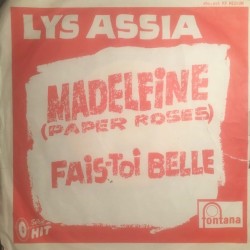 LYS ASSIA
MADELEINE
(PAPER ROSES)
FAIS-TOI BELLE
HIT
fontana